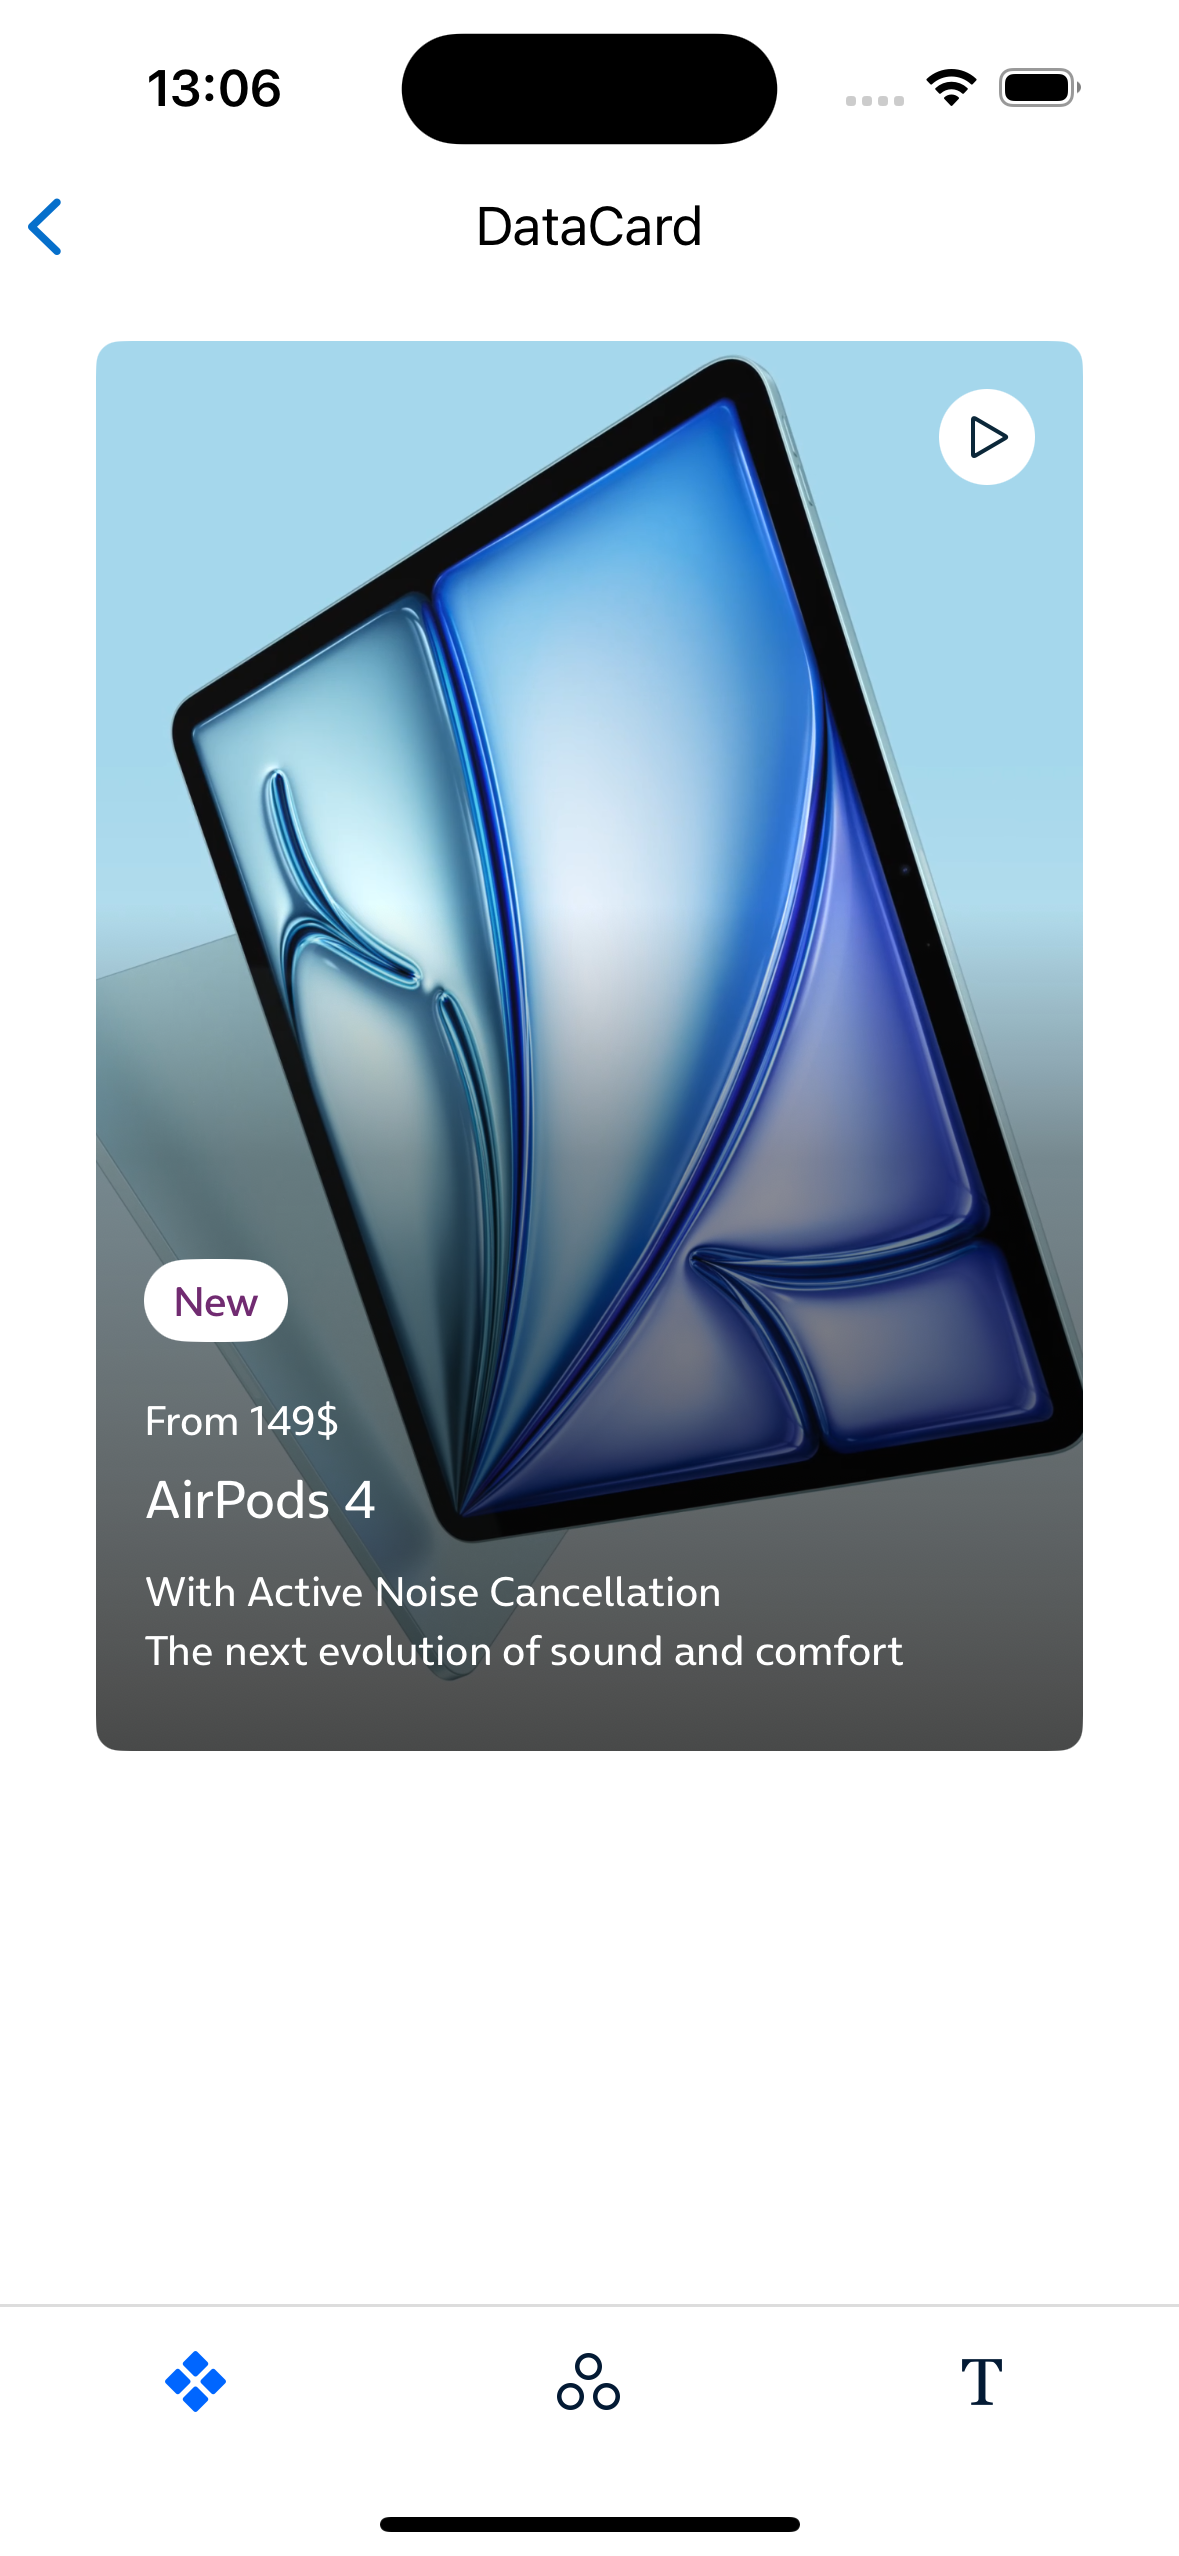 13:06
DataCard
New
From 149$
AirPods 4
With Active Noise Cancellation
The next evolution of sound and comfort
T